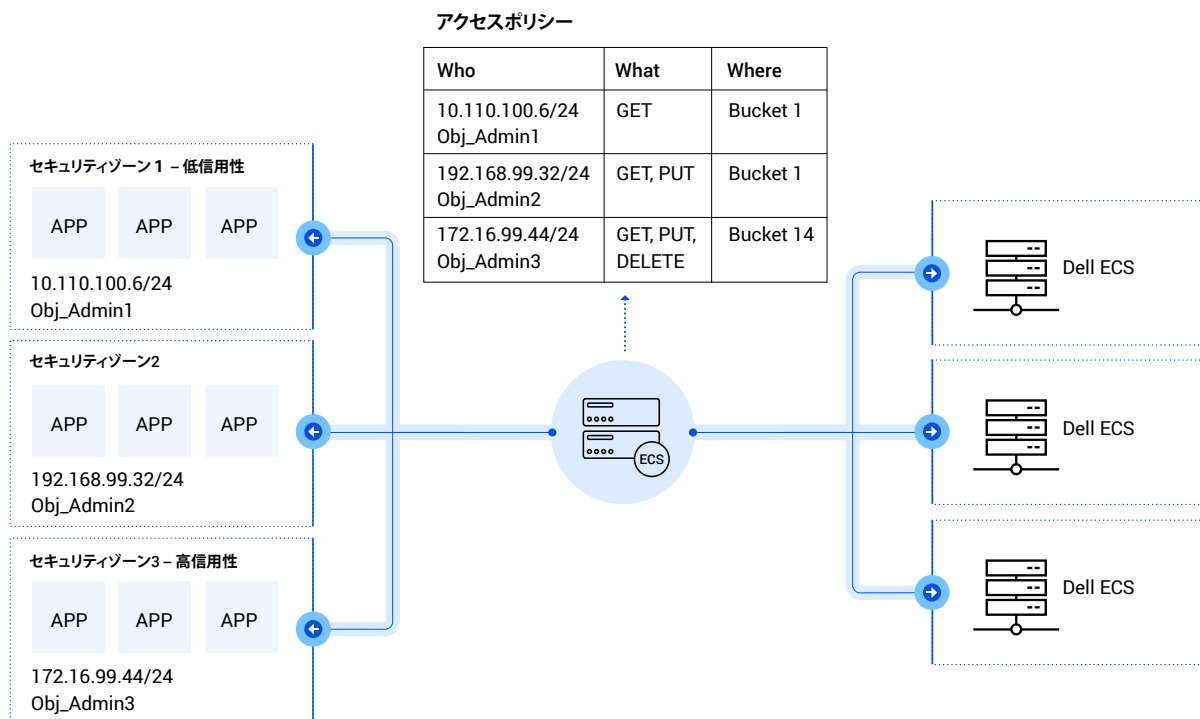 アクセスポリシー
Who What Where
10.110.100.6/24 GET Bucket 1
Obj_Admin1
192.168.99.32/24 GET, PUT Bucket 1
Obj_Admin2
172.16.99.44/24 GET, PUT, Bucket 14
Obj_Admin3 DELETE
セキュリティゾーン 1 – 低信用性
APP APP APP
10.110.100.6/24
Obj_Admin1
セキュリティゾーン2
APP APP APP
192.168.99.32/24
Obj_Admin2
セキュリティゾーン3 – 高信用性
APP APP APP
172.16.99.44/24
Obj_Admin3
ECS
Dell ECS
Dell ECS
Dell ECS